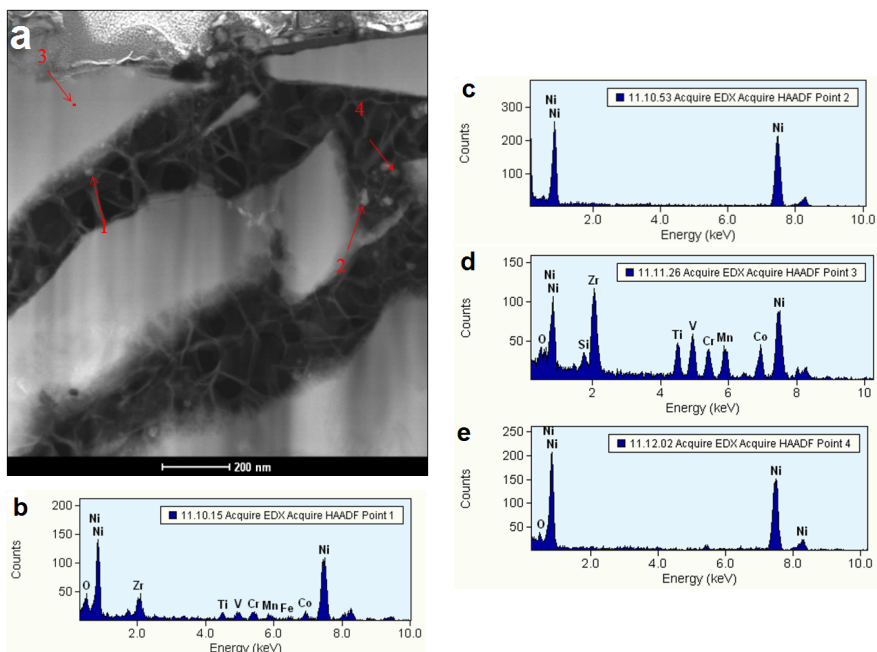 a
3
4
1
2
200 nm
b
11.10.15 Acquire EDX Acquire HAADF Point 1
Counts
200
150
100
50
O
Ni
Ni
Zr
Ti
V
Cr
Mn
Fe
Co
Ni
2.0
4.0
6.0
8.0
10.0
Energy (keV)
c
11.10.53 Acquire EDX Acquire HAADF Point 2
Counts
300
200
100
Ni
Ni
Ni
2.0
4.0
6.0
8.0
10.0
Energy (keV)
d
11.11.26 Acquire EDX Acquire HAADF Point 3
Counts
150
100
50
O
Ni
Ni
Si
Zr
Ti
V
Cr
Mn
Co
Ni
2
4
6
8
10
Energy (keV)
e
11.12.02 Acquire EDX Acquire HAADF Point 4
Counts
250
200
150
100
50
O
Ni
Ni
Ni
Ni
2.0
4.0
6.0
8.0
10.0
Energy (keV)